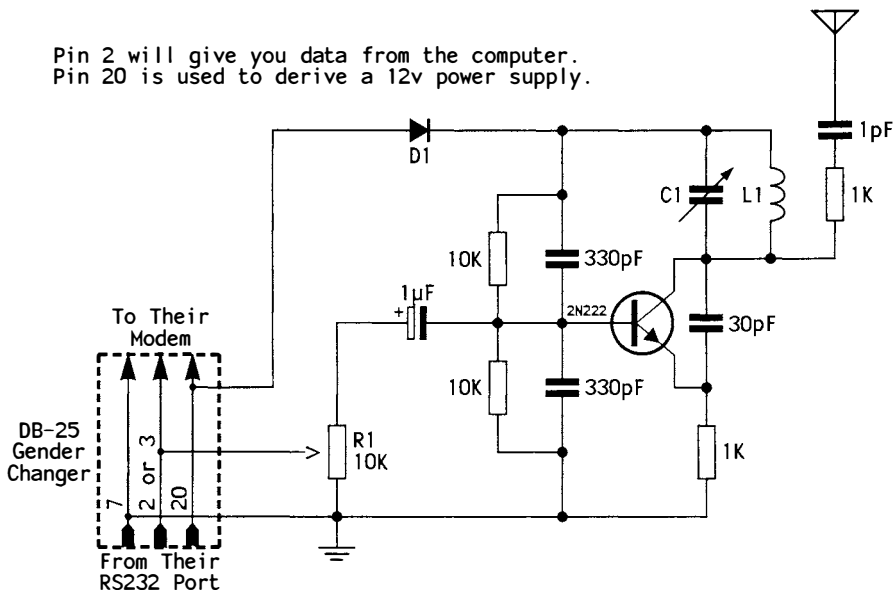 Pin 2 will give you data from the computer.
Pin 20 is used to derive a 12v power supply.
D1
1pF
C1
L1
1K
10K
330pF
1µF
+
2N222
30pF
To Their
Modem
10K
330pF
DB-25
Gender
Changer
R1
10K
1K
7
2 or 3
20
From Their
RS232 Port